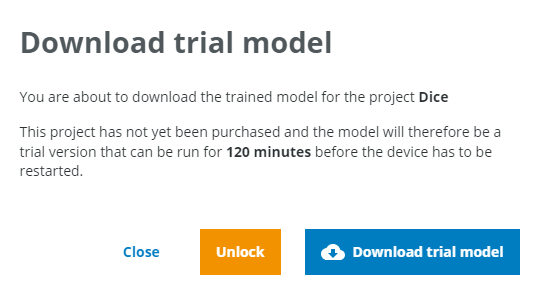 Download trial model
You are about to download the trained model for the project Dice
This project has not yet been purchased and the model will therefore be a
trial version that can be run for 120 minutes before the device has to be
restarted.
Close
Unlock
Download trial model